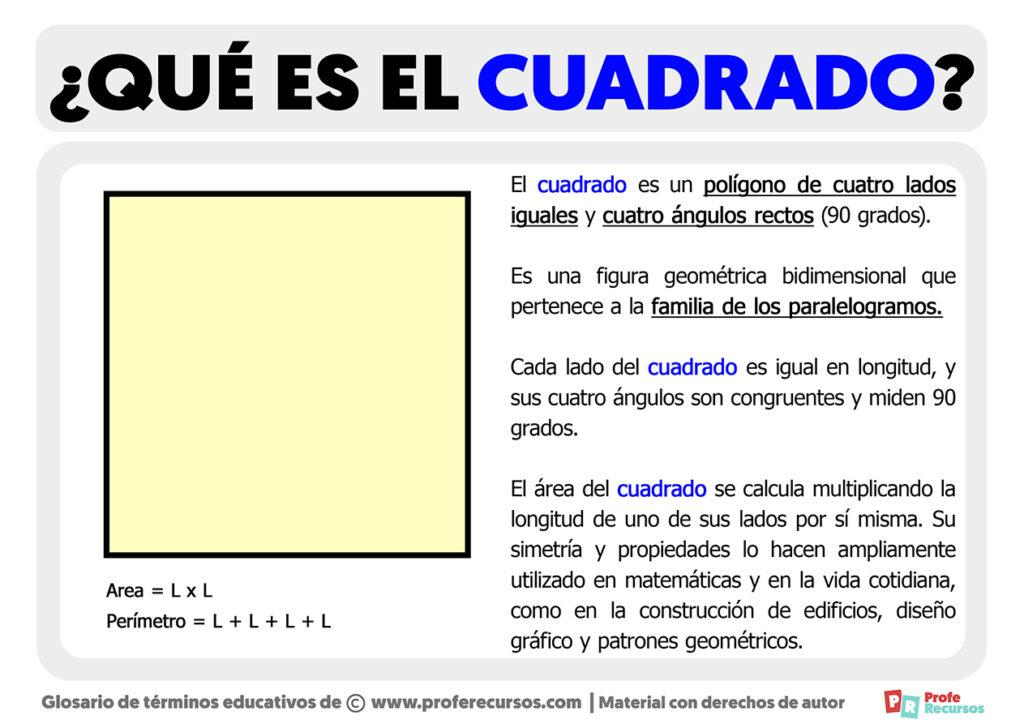 ¿QUÉ ES EL CUADRADO?
El cuadrado es un polígono de cuatro lados
iguales y cuatro ángulos rectos (90 grados).
Es una figura geométrica bidimensional que
pertenece a la familia de los paralelogramos.
Cada lado del cuadrado es igual en longitud, y
sus cuatro ángulos son congruentes y miden 90
grados.
El área del cuadrado se calcula multiplicando la
longitud de uno de sus lados por sí misma. Su
simetría y propiedades lo hacen ampliamente
utilizado en matemáticas y en la vida cotidiana,
como en la construcción de edificios, diseño
gráfico y patrones geométricos.
Area = L x L
Perímetro = L + L + L + L
Glosario de términos educativos de © www.proferecursos.com | Material con derechos de autor
PR Profe
Recursos